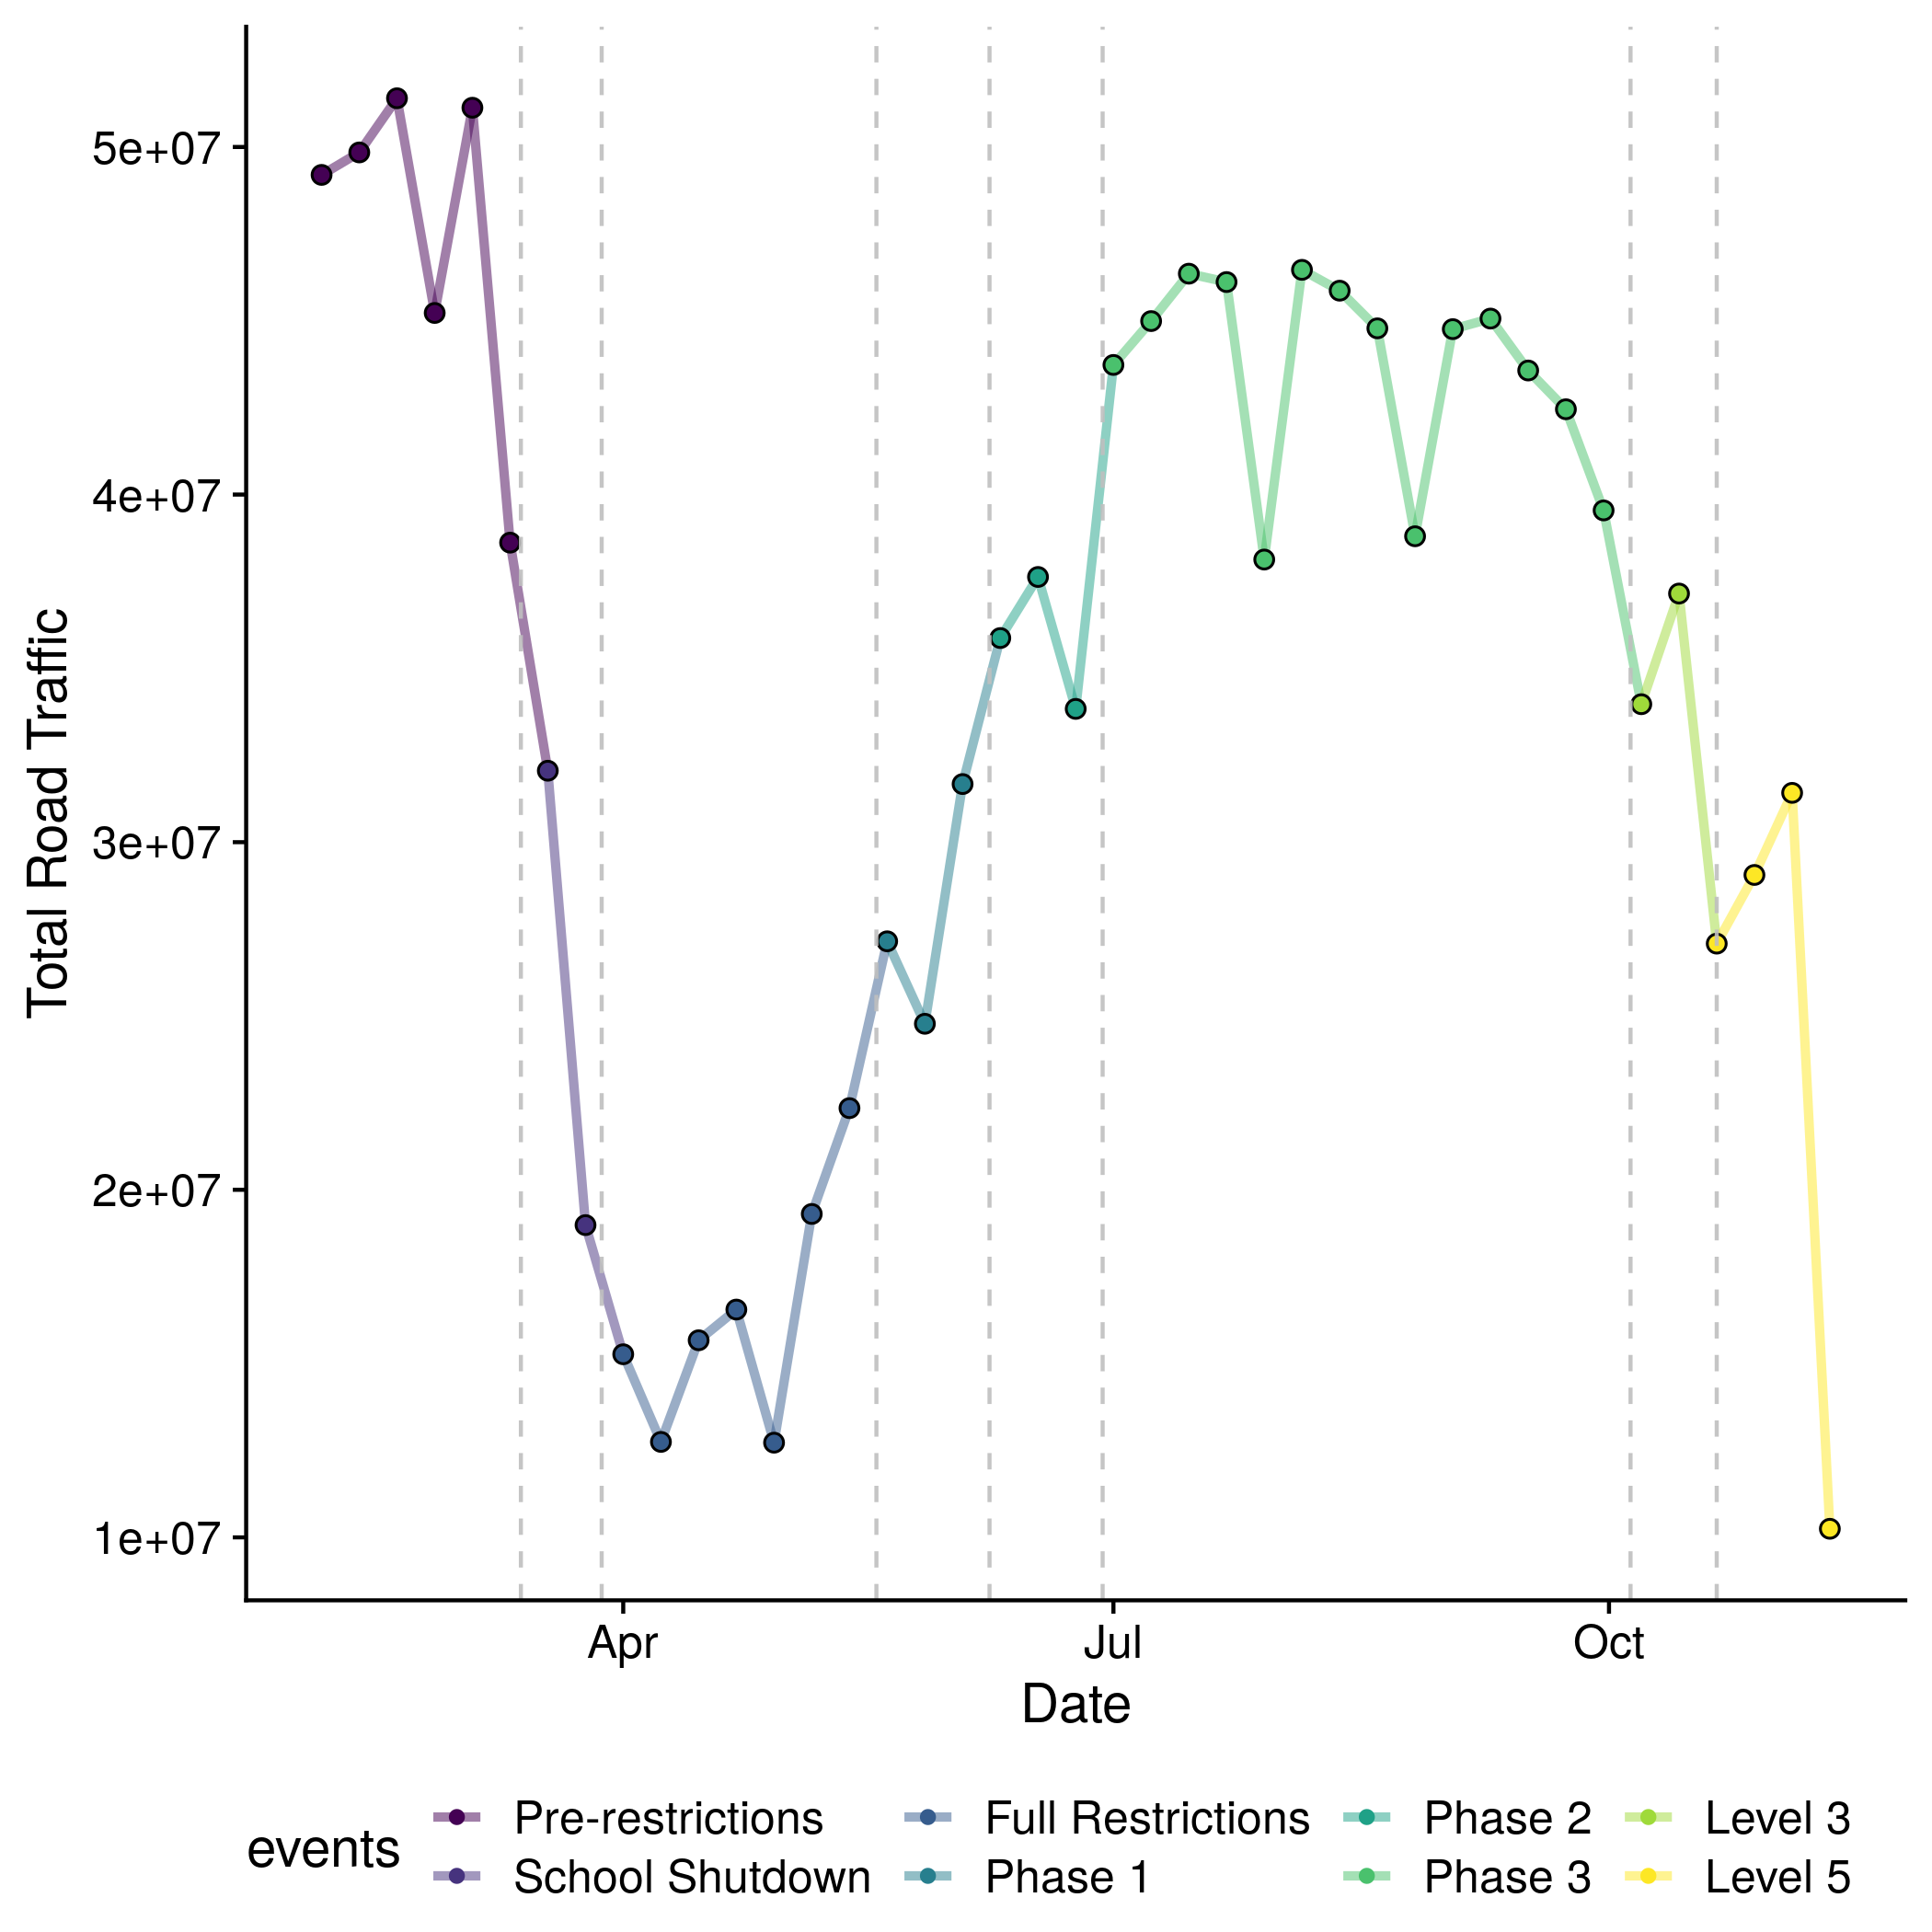 5e+07
4e+07
3e+07
2e+07
1e+07
Total Road Traffic
Apr Jul Oct
Date
events
Pre-restrictions Full Restrictions Phase 2 Level 3
School Shutdown Phase 1 Phase 3 Level 5